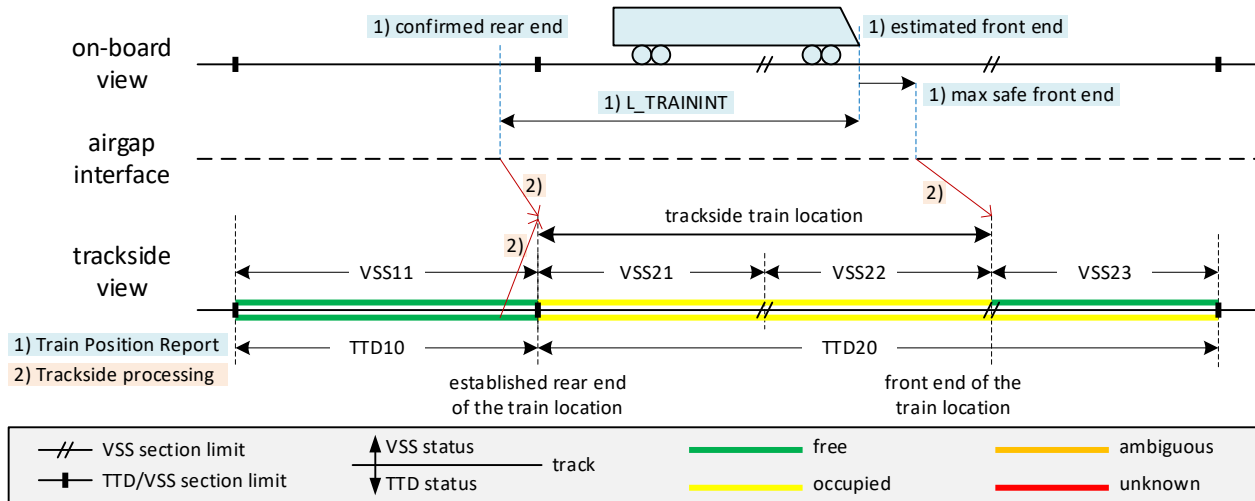 1) confirmed rear end
1) estimated front end
on-board
view
1) L_TRAININT
1) max safe front end
airgap
interface
2)
2)
2)
trackside train location
trackside
view
VSS11
VSS21
VSS22
VSS23
1) Train Position Report
TTD10
TTD20
2) Trackside processing
established rear end
of the train location
front end of the
train location
VSS section limit
TTD/VSS section limit
VSS status
track
TTD status
free
occupied
ambiguous
unknown